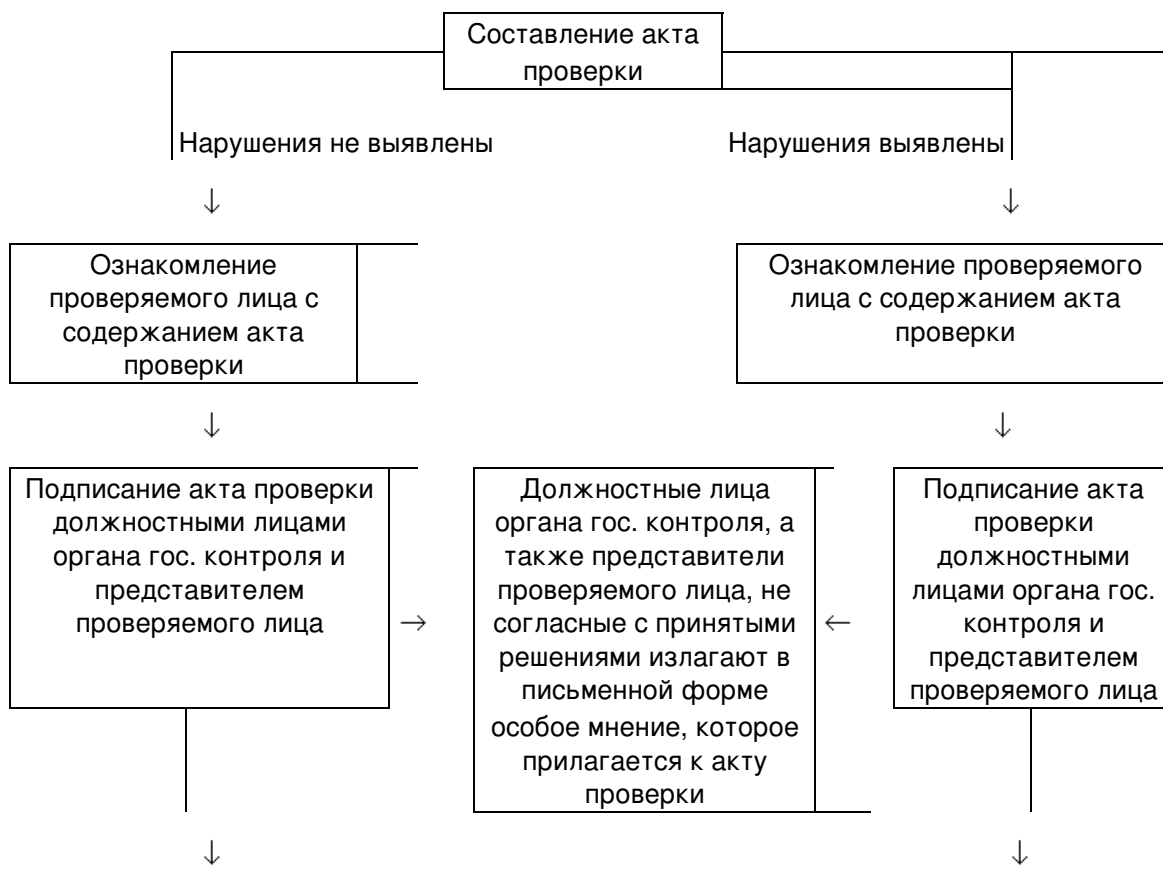 Составление акта
проверки
Нарушения не выявлены
Нарушения выявлены
↓
↓
Ознакомление
проверяемого лица с
содержанием акта
проверки
Ознакомление проверяемого
лица с содержанием акта
проверки
↓
↓
Подписание акта проверки
должностными лицами
органа гос. контроля и
представителем
проверяемого лица
→
Должностные лица
органа гос. контроля, а
также представители
проверяемого лица, не
согласные с принятыми
решениями излагают в
письменной форме
особое мнение, которое
прилагается к акту
проверки
←
Подписание акта
проверки
должностными
лицами органа гос.
контроля и
представителем
проверяемого лица
↓
↓